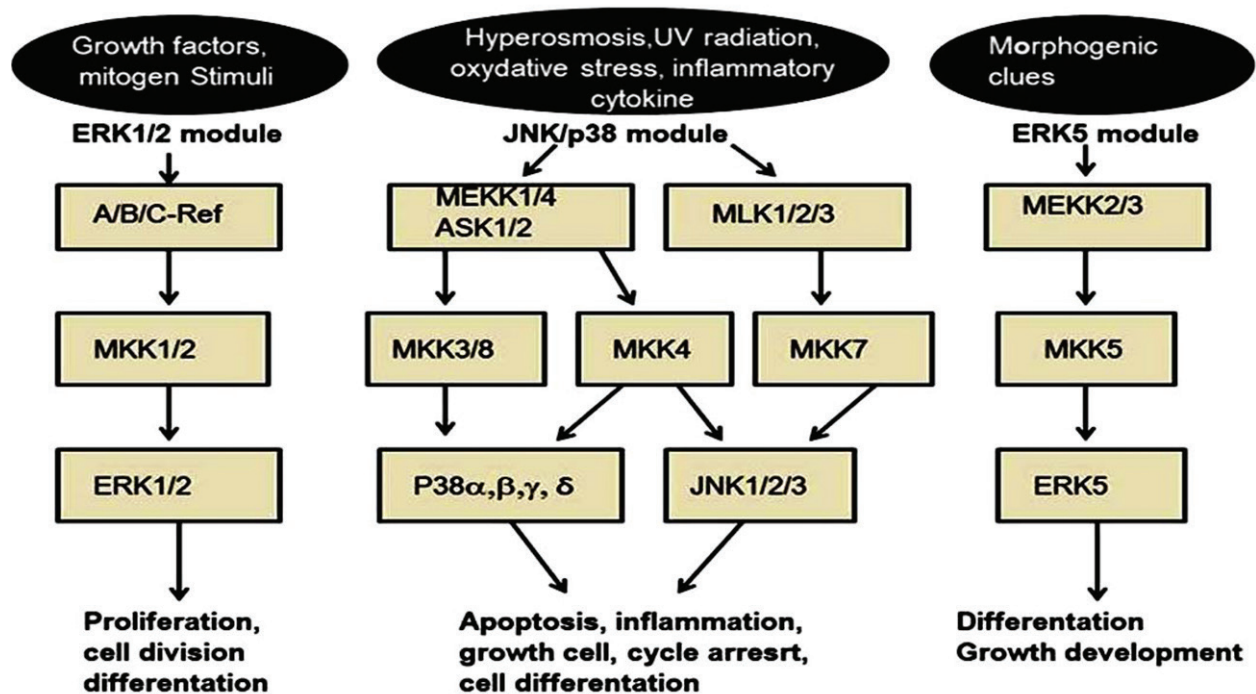 Growth factors,
mitogen Stimuli
Hyperosmosis,UV radiation,
oxydative stress, inflammatory
cytokine
Morphogenic
clues
ERK1/2 module
JNK/p38 module
ERK5 module
A/B/C-Ref
MEKK1/4
ASK1/2
MLK1/2/3
MEKK2/3
MKK1/2
MKK3/8
MKK4
MKK7
MKK5
ERK1/2
P38α,β,γ, δ
JNK1/2/3
ERK5
Proliferation,
cell division
differentation
Apoptosis, inflammation,
growth cell, cycle arresrt,
cell differentation
Differentation
Growth development